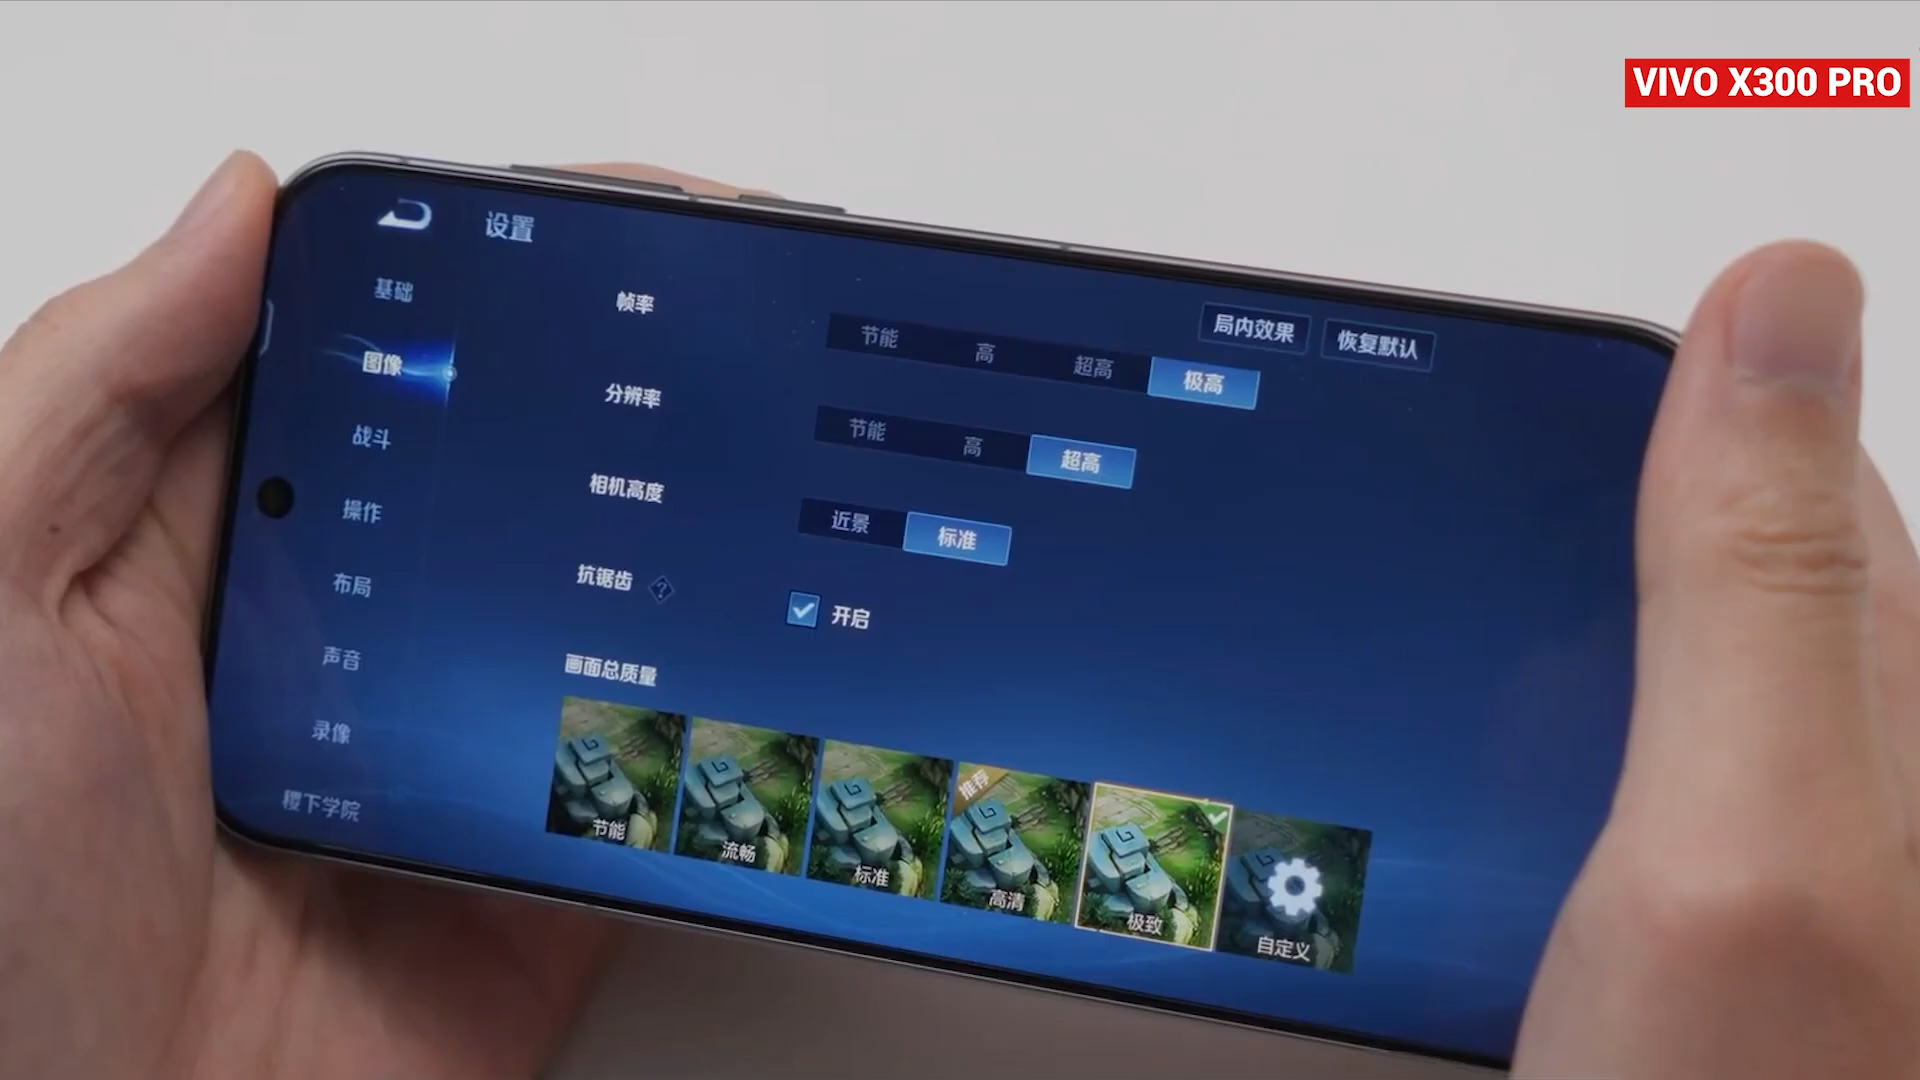 VIVO X300 PRO
设置
局内效果
恢复默认
基础
图像
战斗
操作
布局
声音
录像
稷下学院
帧率
节能 高 超高 极高
分辨率
节能 高 超高
相机高度
近景 标准
抗锯齿 ?
开启
画面总质量
推荐
节能 流畅 标准 高清 极致 自定义